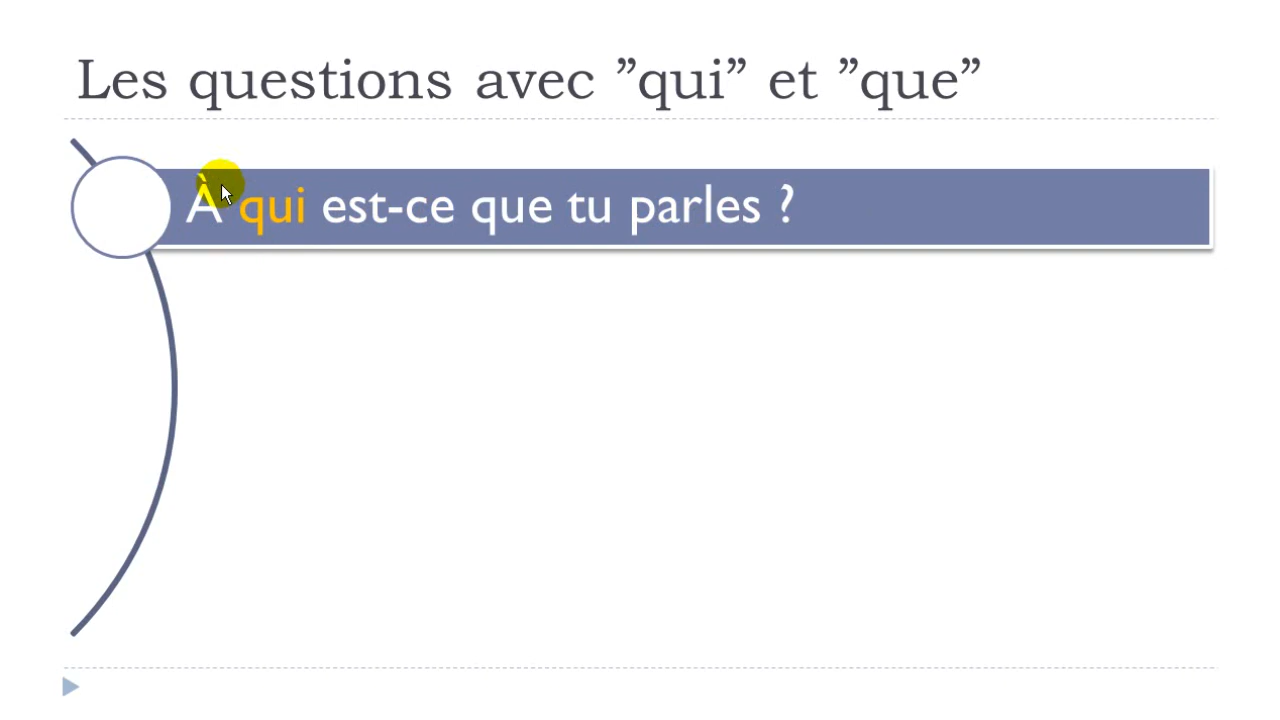 Les questions avec ”qui” et ”que”
À qui est-ce que tu parles ?